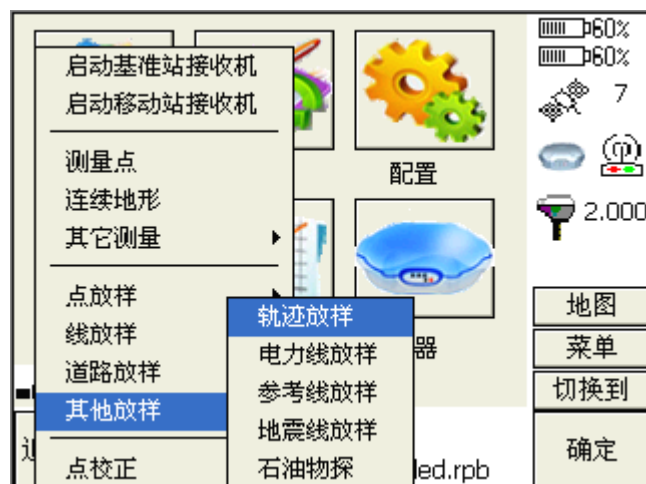 启动基准站接收机
启动移动站接收机
测量点
连续地形
其它测量
点放样
线放样
道路放样
其他放样
点校正
轨迹放样
电力线放样
参考线放样
地震线放样
石油物探
配置
器
led.rpb
60%
60%
7
2.000
地图
菜单
切换到
确定